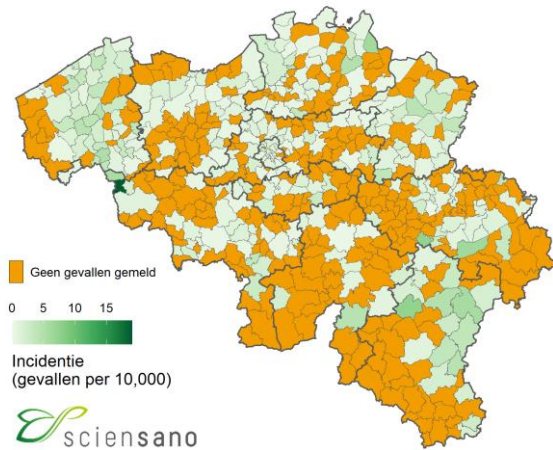 Geen gevallen gemeld
0 5 10 15
Incidentie
(gevallen per 10,000)
sciensano